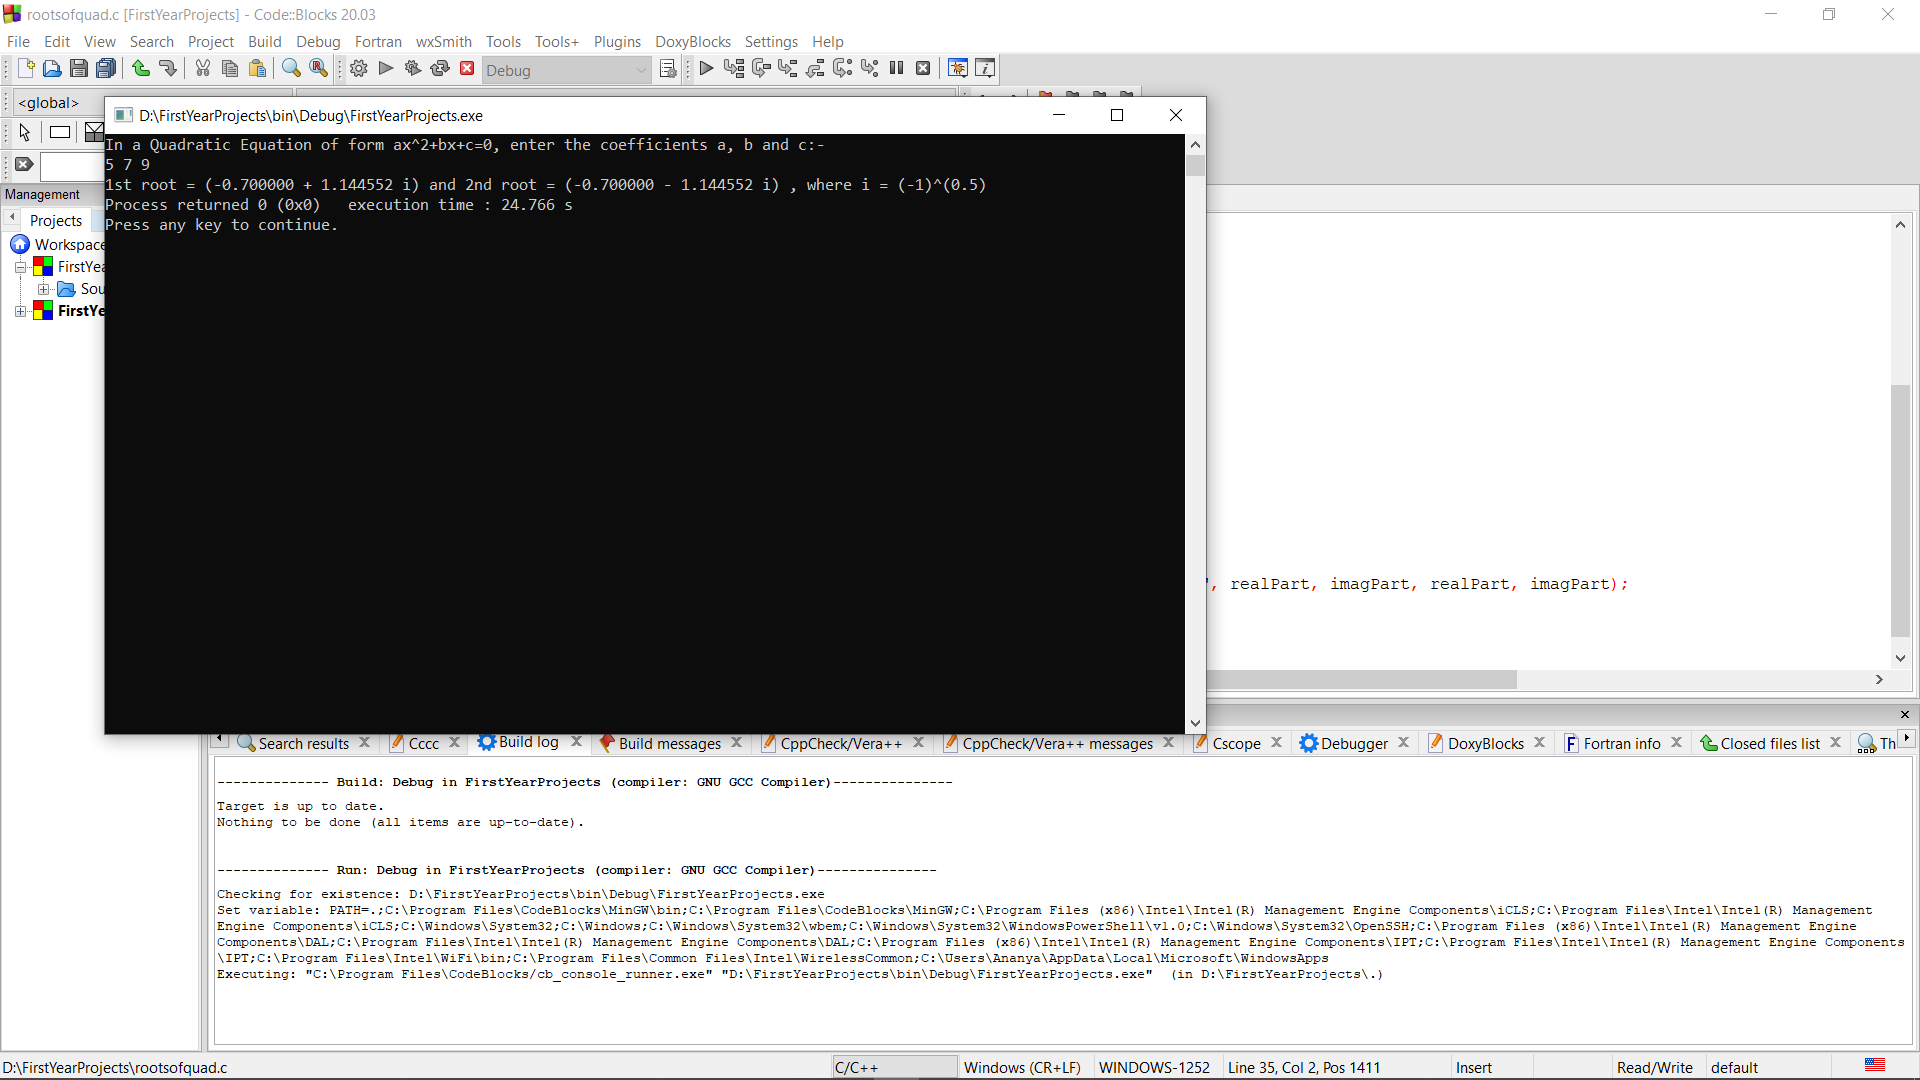 rootsofquad.c [FirstYearProjects] - Code::Blocks 20.03
File Edit View Search Project Build Debug Fortran wxSmith Tools Tools+ Plugins DoxyBlocks Settings Help
Debug
<global>
D:\FirstYearProjects\bin\Debug\FirstYearProjects.exe
In a Quadratic Equation of form ax^2+bx+c=0, enter the coefficients a, b and c:-
5 7 9
1st root = (-0.700000 + 1.144552 i) and 2nd root = (-0.700000 - 1.144552 i) , where i = (-1)^(0.5)
Process returned 0 (0x0)   execution time : 24.766 s
Press any key to continue.
Management
Projects
Workspace
FirstYea
Sou
FirstYe
", realPart, imagPart, realPart, imagPart);
Search results Cccc Build log Build messages CppCheck/Vera++ CppCheck/Vera++ messages Cscope Debugger DoxyBlocks Fortran info Closed files list Th
-------------- Build: Debug in FirstYearProjects (compiler: GNU GCC Compiler)---------------
Target is up to date.
Nothing to be done (all items are up-to-date).
-------------- Run: Debug in FirstYearProjects (compiler: GNU GCC Compiler)---------------
Checking for existence: D:\FirstYearProjects\bin\Debug\FirstYearProjects.exe
Set variable: PATH=.;C:\Program Files\CodeBlocks\MinGW\bin;C:\Program Files\CodeBlocks\MinGW;C:\Program Files (x86)\Intel\Intel(R) Management Engine Components\iCLS;C:\Program Files\Intel\Intel(R) Management
Engine Components\iCLS;C:\Windows\System32;C:\Windows;C:\Windows\System32\wbem;C:\Windows\System32\WindowsPowerShell\v1.0;C:\Windows\System32\OpenSSH;C:\Program Files (x86)\Intel\Intel(R) Management Engine
Components\DAL;C:\Program Files\Intel\Intel(R) Management Engine Components\DAL;C:\Program Files (x86)\Intel\Intel(R) Management Engine Components\IPT;C:\Program Files\Intel\Intel(R) Management Engine Components
\IPT;C:\Program Files\Intel\WiFi\bin;C:\Program Files\Common Files\Intel\WirelessCommon;C:\Users\Ananya\AppData\Local\Microsoft\WindowsApps
Executing: "C:\Program Files\CodeBlocks/cb_console_runner.exe" "D:\FirstYearProjects\bin\Debug\FirstYearProjects.exe"  (in D:\FirstYearProjects\.)
D:\FirstYearProjects\rootsofquad.c C/C++ Windows (CR+LF) WINDOWS-1252 Line 35, Col 2, Pos 1411 Insert Read/Write default